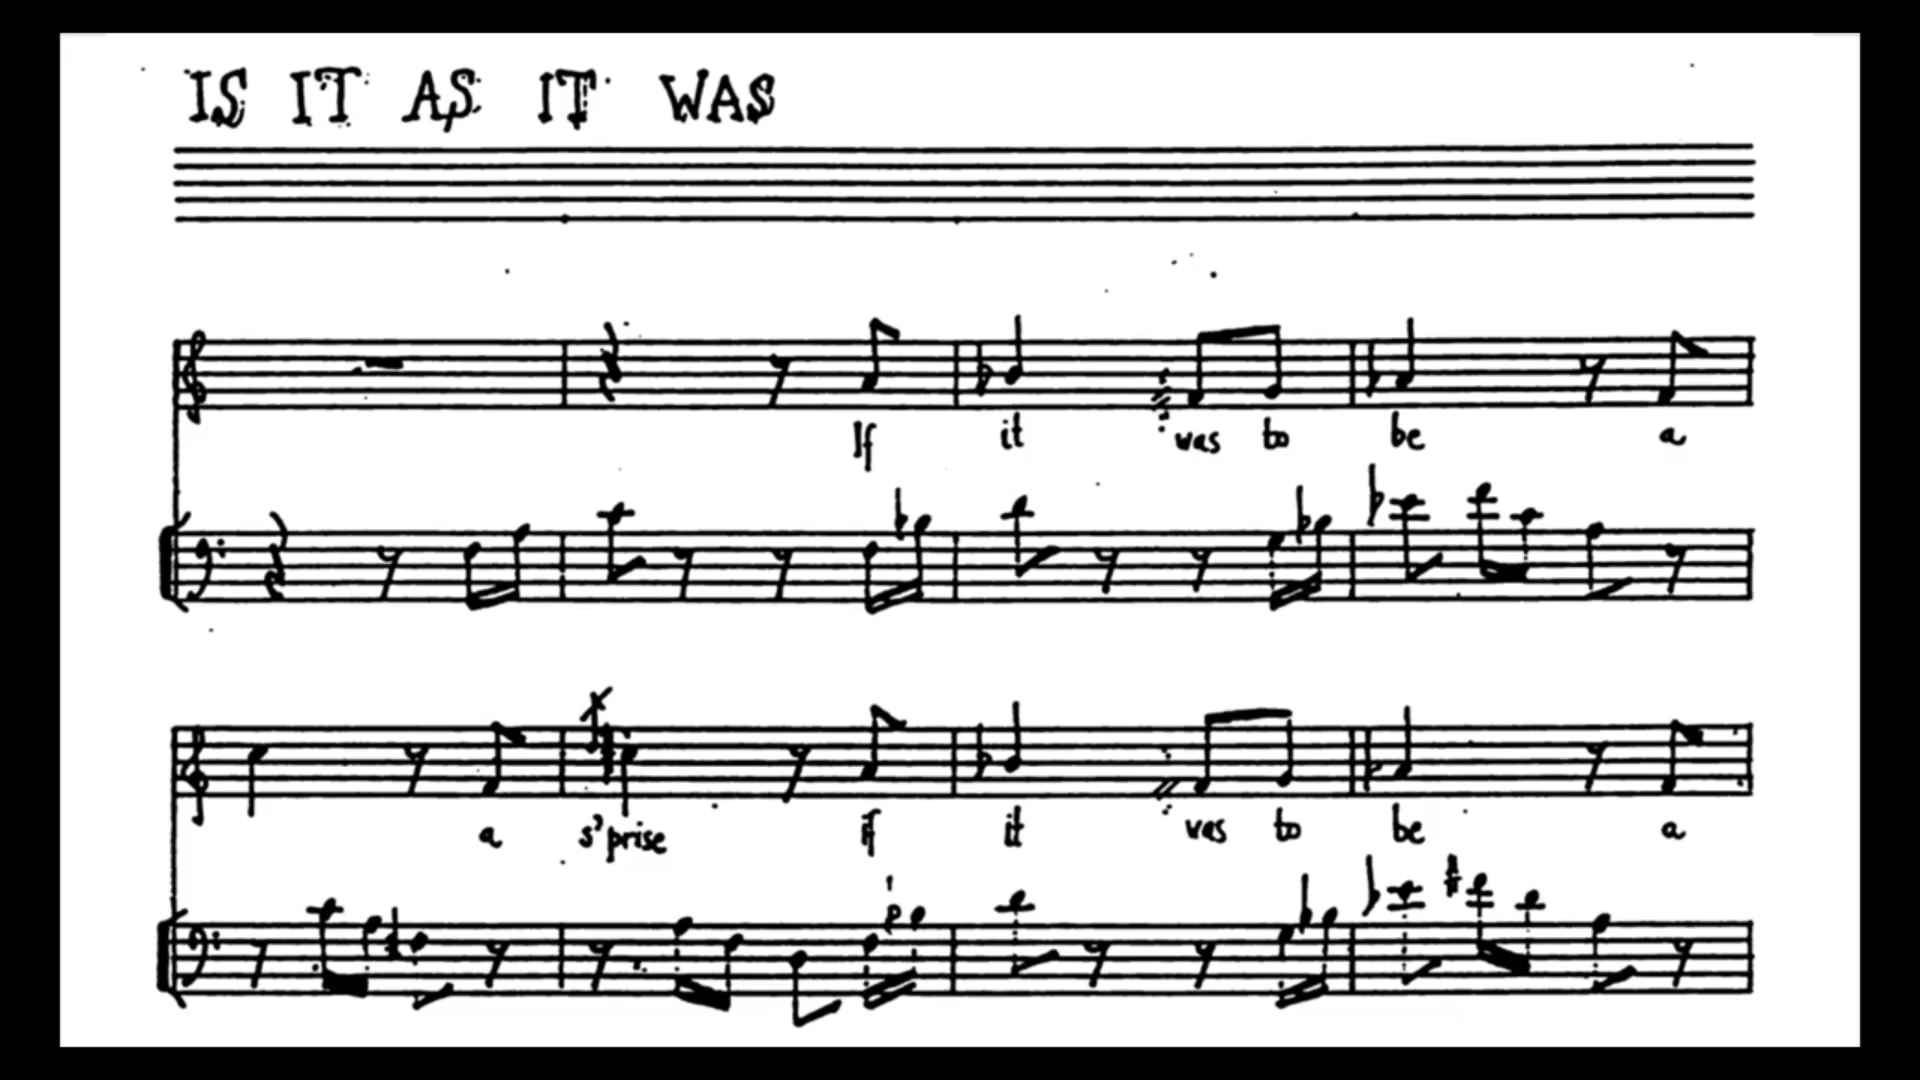 IS IT AS IT WAS
If it was to be a
a s'prise if it was to be a